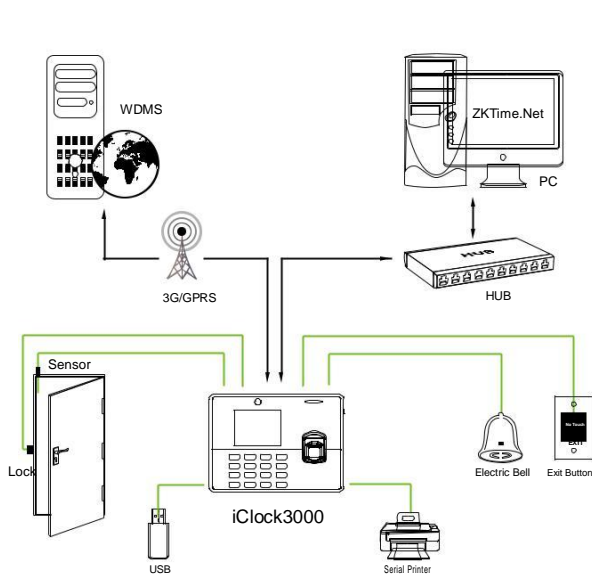 WDMS
ZKTime.Net
PC
3G/GPRS
HUB
HUB
Sensor
Lock
No Touch
EXIT
Electric Bell
Exit Button
iClock3000
USB
Serial Printer